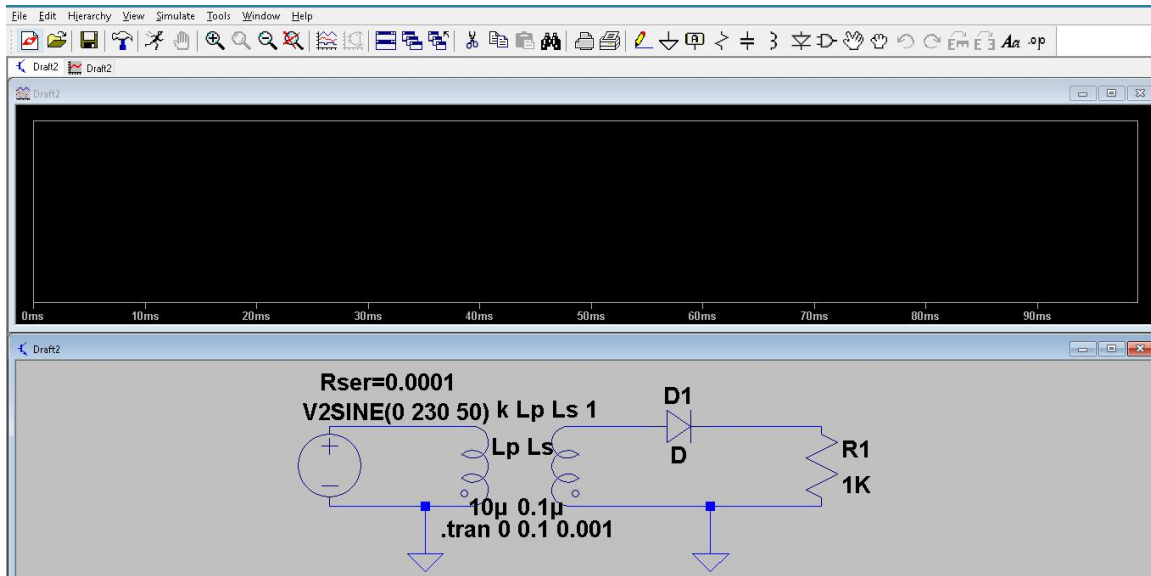 File Edit Hierarchy View Simulate Tools Window Help
Aa .op
Draft2 Draft2
Draft2
0ms 10ms 20ms 30ms 40ms 50ms 60ms 70ms 80ms 90ms
Draft2
Rser=0.0001
V2SINE(0 230 50) k Lp Ls 1
D1
Lp Ls
D
R1
1K
10µ 0.1µ
.tran 0 0.1 0.001